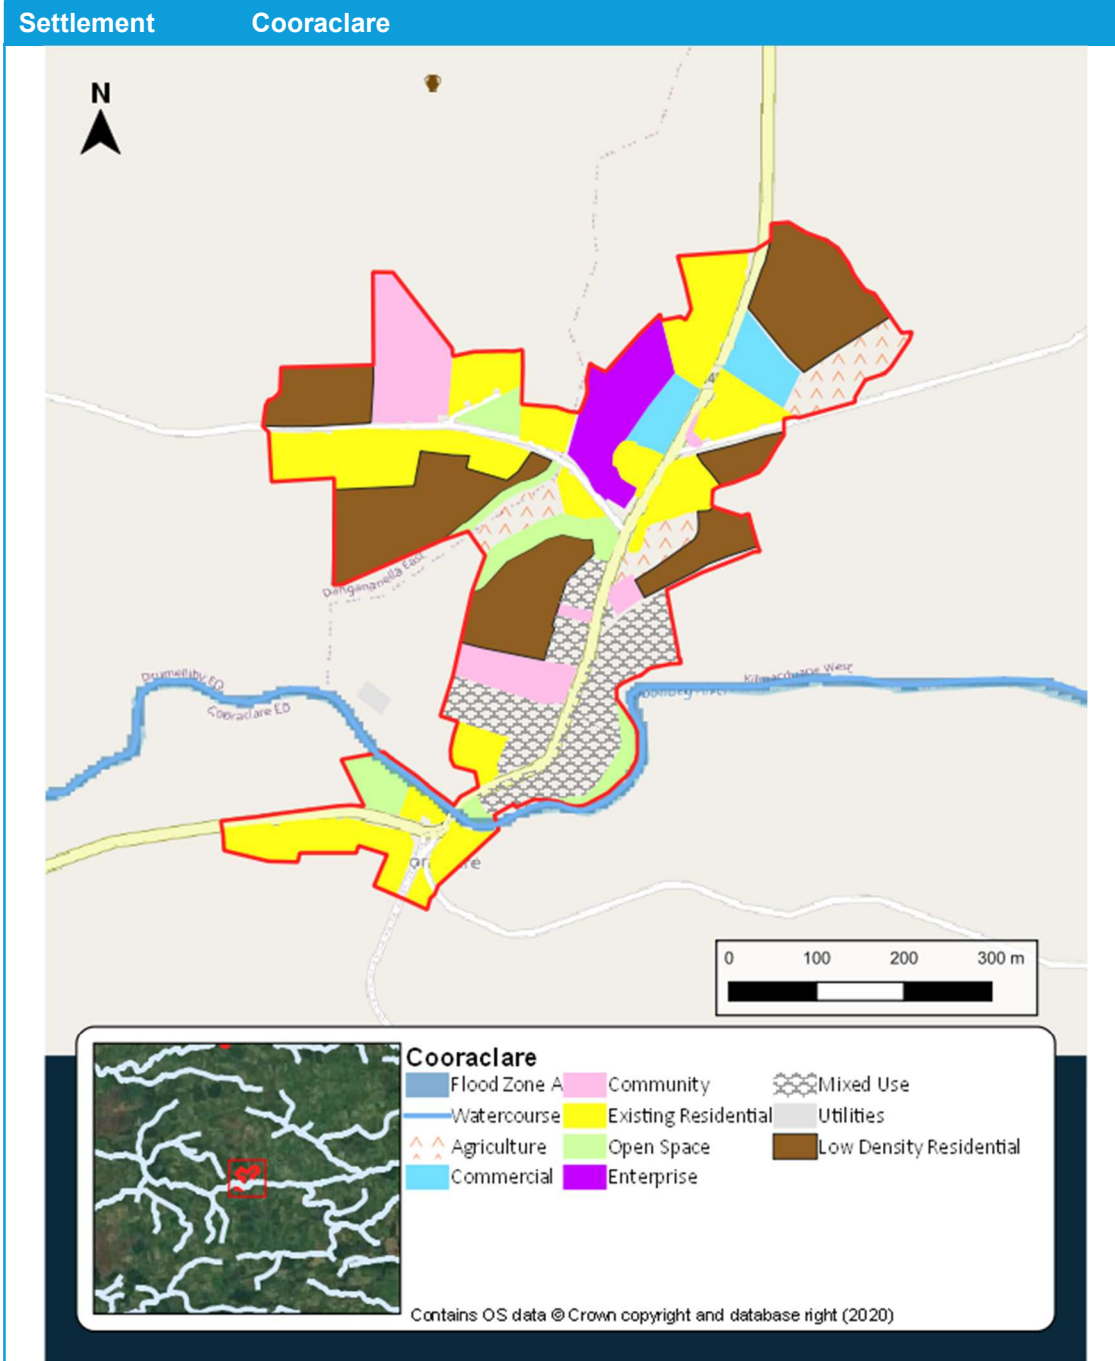 Settlement Cooraclare
N
Dangananella East
Drumellihy ED
Cooraclare ED
Kilmacduane West
0 100 200 300 m
Cooraclare
Flood Zone A Community Mixed Use
Watercourse Existing Residential Utilities
Agriculture Open Space Low Density Residential
Commercial Enterprise
Contains OS data © Crown copyright and database right (2020)